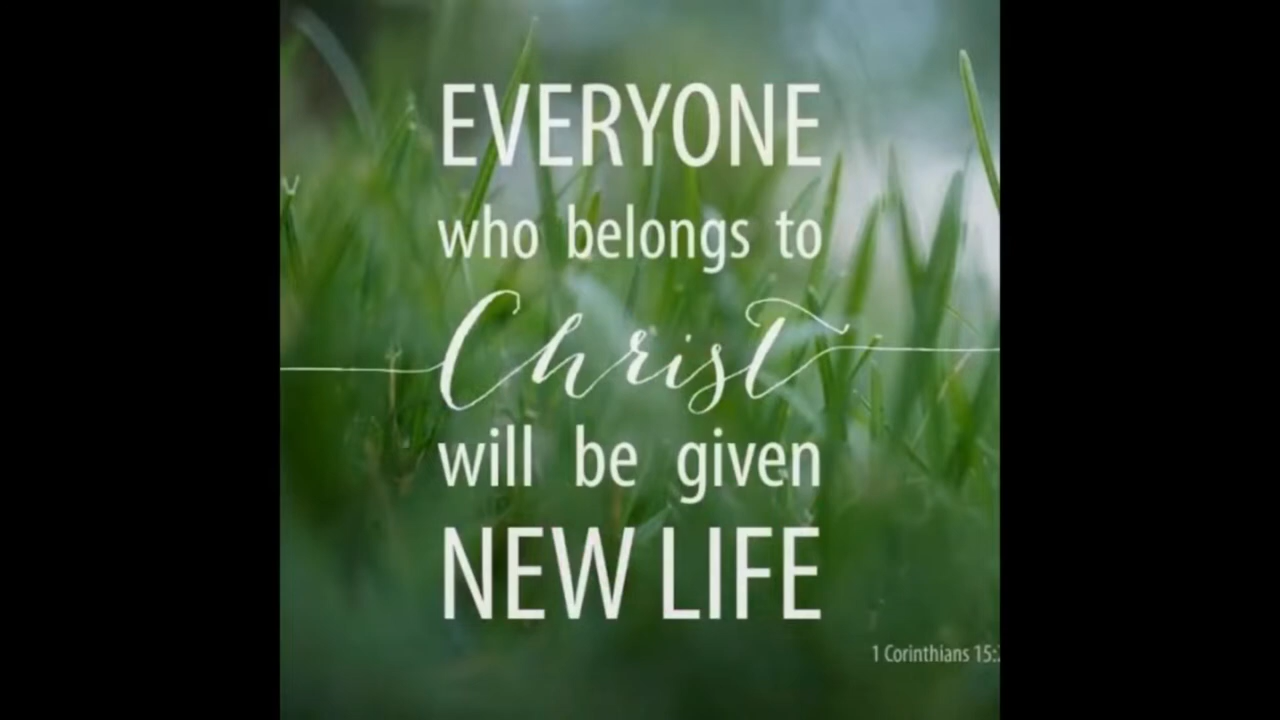 EVERYONE
who belongs to
Christ
will be given
NEW LIFE
1 Corinthians 15: